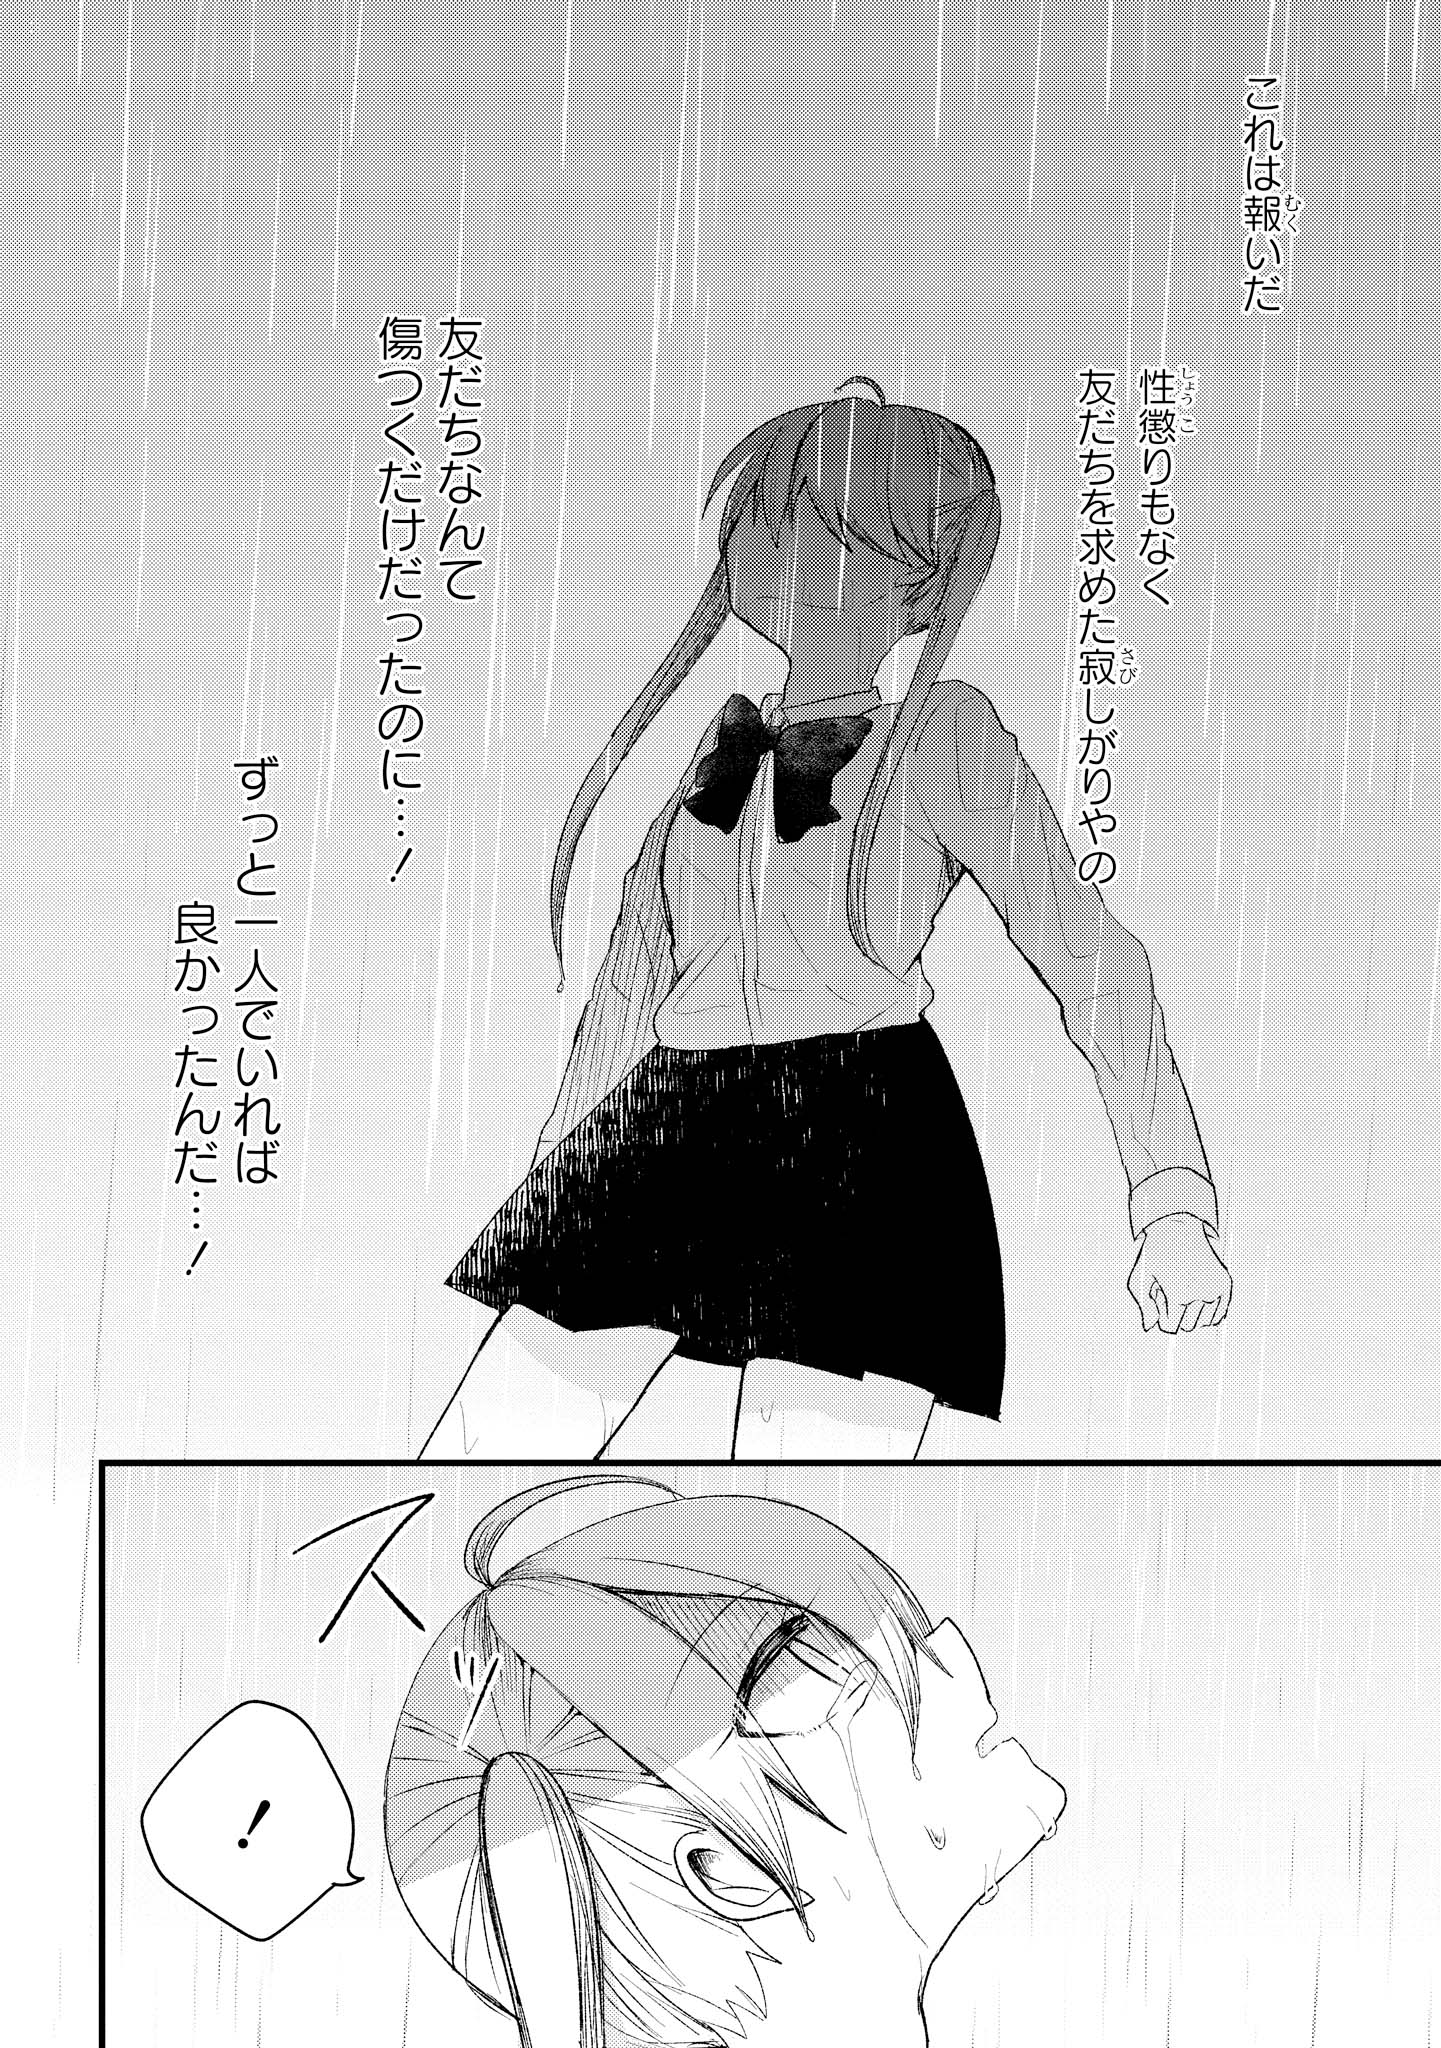 これは報いだ
性懲りもなく
友だちを求めた寂しがりやの
友だちなんて
傷つくだけだったのに…！
ずっと一人でいれば
良かったんだ…！
スッ
！